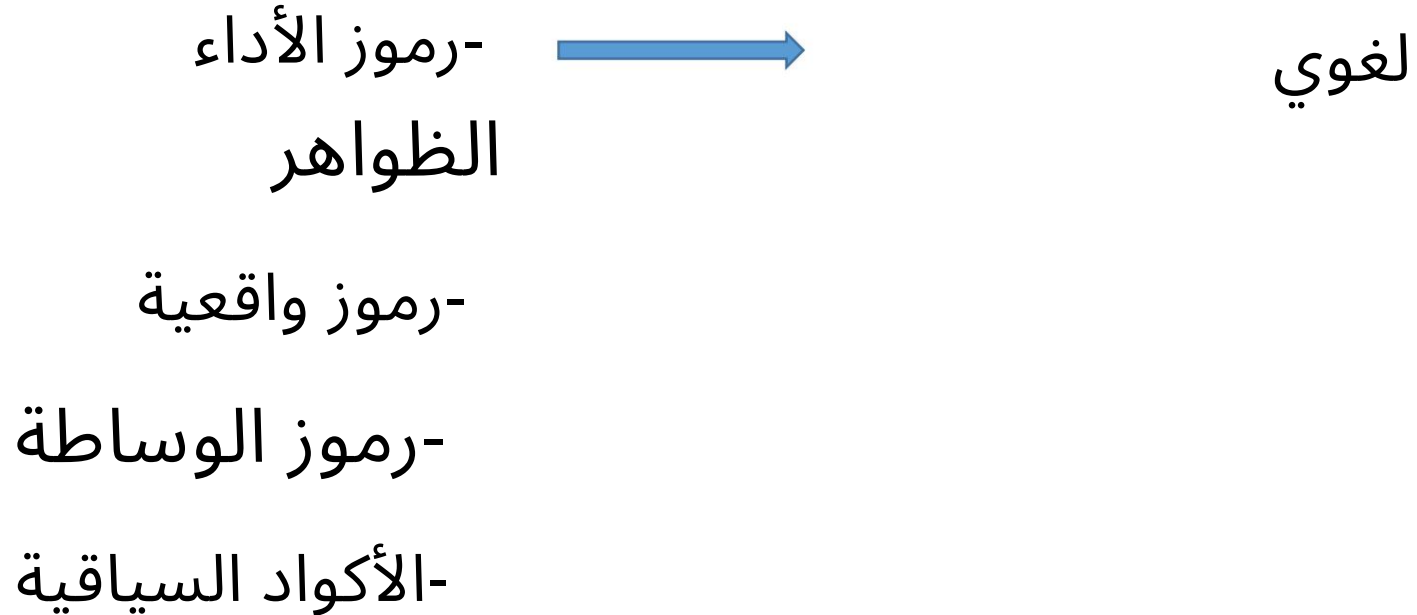 -رموز الأداء
لغوي
الظواهر
-رموز واقعية
-رموز الوساطة
-الأكواد السياقية